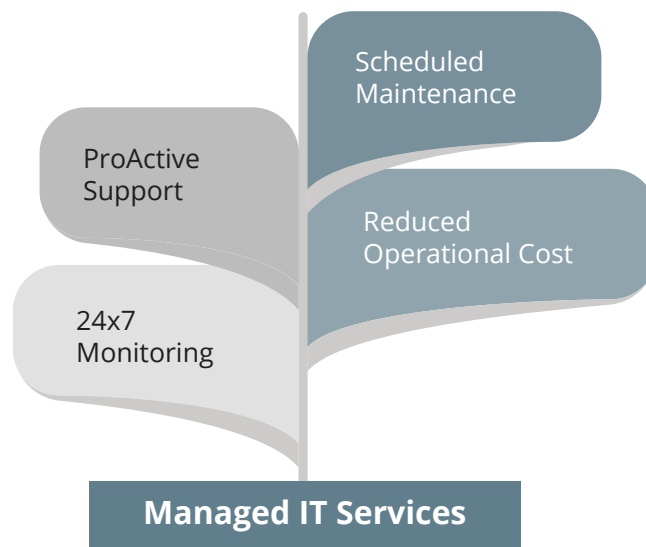 Scheduled
Maintenance
ProActive
Support
Reduced
Operational Cost
24x7
Monitoring
Managed IT Services